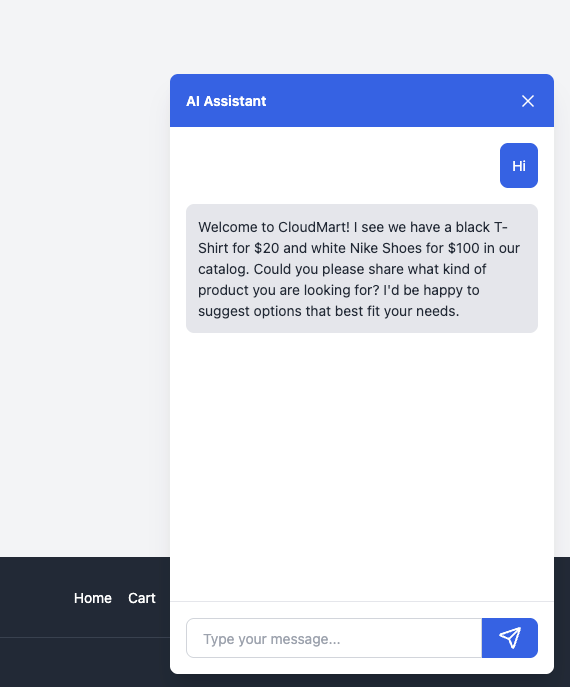 AI Assistant
Hi
Welcome to CloudMart! I see we have a black T-
Shirt for $20 and white Nike Shoes for $100 in our
catalog. Could you please share what kind of
product you are looking for? I'd be happy to
suggest options that best fit your needs.
Home Cart
Type your message...